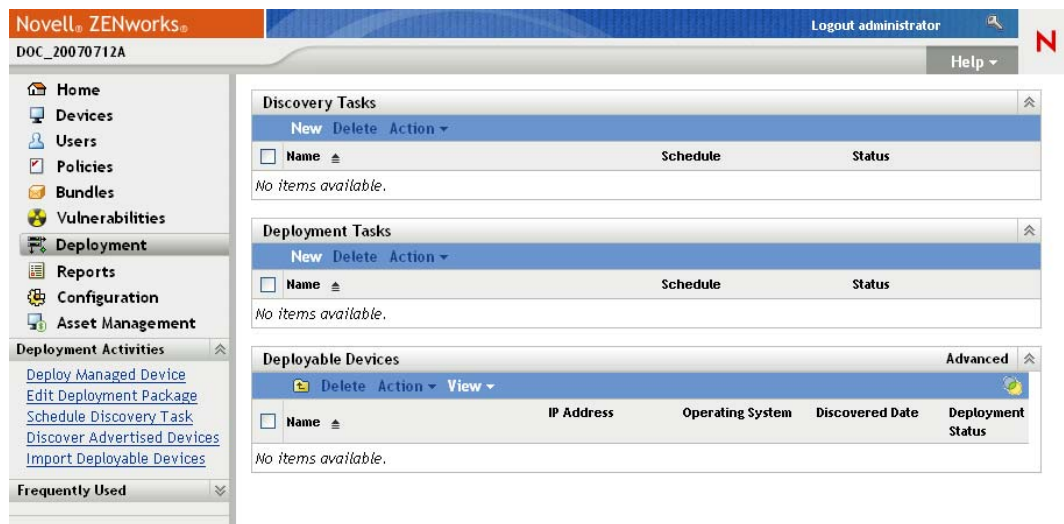 Novell® ZENworks®
Logout administrator
N
DOC_20070712A
Help
Home
Devices
Users
Policies
Bundles
Vulnerabilities
Deployment
Reports
Configuration
Asset Management
Deployment Activities
Deploy Managed Device
Edit Deployment Package
Schedule Discovery Task
Discover Advertised Devices
Import Deployable Devices
Frequently Used
Discovery Tasks
New Delete Action
Name Schedule Status
No items available.
Deployment Tasks
New Delete Action
Name Schedule Status
No items available.
Deployable Devices Advanced
Delete Action View
Name IP Address Operating System Discovered Date Deployment Status
No items available.